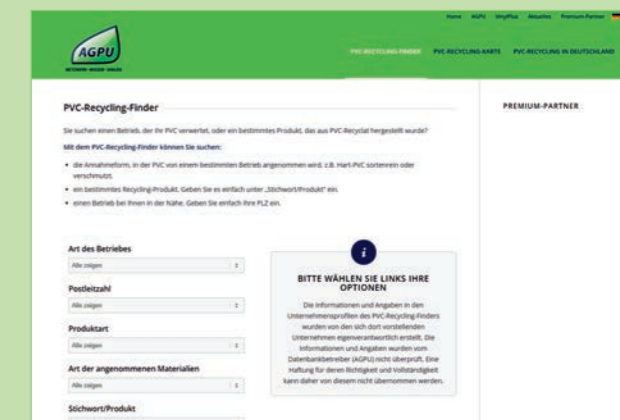 Home AGPU VinylPlus Aktuelles Premium-Partner
AGPU
PVC-RECYCLING-FINDER PVC-RECYCLING-KARTE PVC-RECYCLING IN DEUTSCHLAND
PVC-Recycling-Finder
PREMIUM-PARTNER
Sie suchen einen Betrieb, der Ihr PVC verwertet, oder ein bestimmtes Produkt, das aus PVC-Recyclat hergestellt wurde?
Mit dem PVC-Recycling-Finder können Sie suchen:
• die Annahmeform, in der PVC von einem bestimmten Betrieb angenommen wird, z.B. Hart-PVC sortenrein oder
verschmutzt.
• ein bestimmtes Recycling-Produkt. Geben Sie es einfach unter „Stichwort/Produkt“ ein.
• einen Betrieb bei Ihnen in der Nähe. Geben Sie einfach Ihre PLZ ein.
Art des Betriebes
Alle zeigen
Postleitzahl
Alle zeigen
Produktart
Alle zeigen
Art der angenommenen Materialien
Alle zeigen
Stichwort/Produkt
i
BITTE WÄHLEN SIE LINKS IHRE
OPTIONEN
Die Informationen und Angaben in den
Unternehmensprofilen des PVC-Recycling-Finders
wurden von den sich dort vorstellenden
Unternehmen eigenverantwortlich erstellt. Die
Informationen und Angaben wurden vom
Datenbankbetreiber (AGPU) nicht überprüft. Eine
Haftung für deren Richtigkeit und Vollständigkeit
kann daher von diesem nicht übernommen werden.